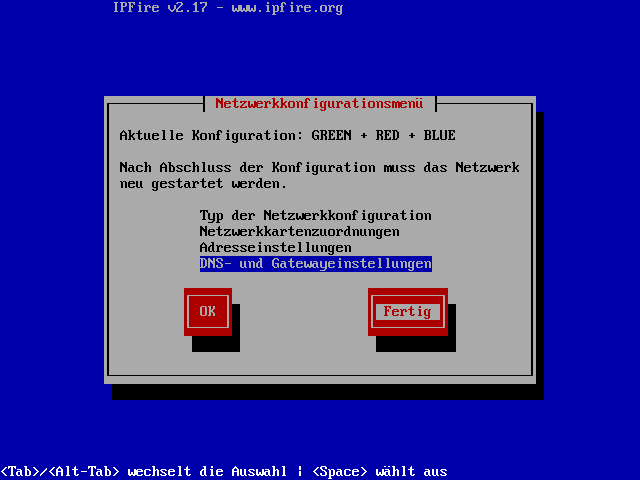 IPFire v2.17 - www.ipfire.org
Netzwerkkonfigurationsmenü
Aktuelle Konfiguration: GREEN + RED + BLUE
Nach Abschluss der Konfiguration muss das Netzwerk
neu gestartet werden.
Typ der Netzwerkkonfiguration
Netzwerkkartenzuordnungen
Adresseinstellungen
DNS- und Gatewayeinstellungen
OK
Fertig
<Tab>/<Alt-Tab> wechselt die Auswahl | <Space> wählt aus